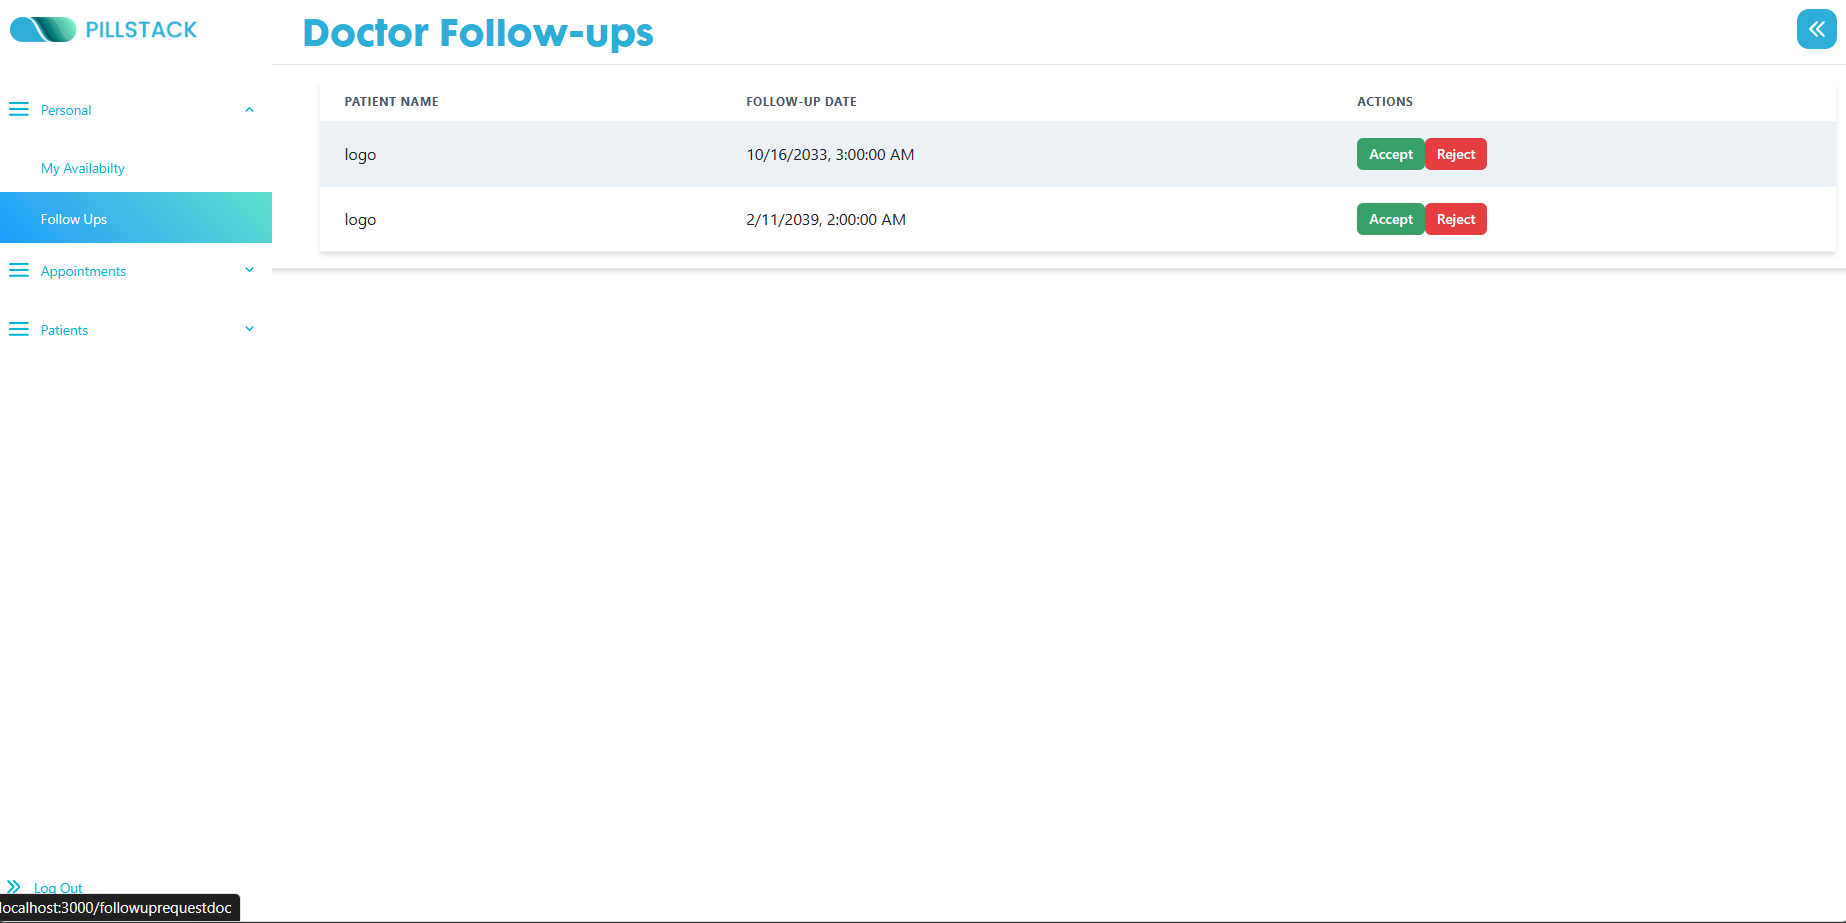 PILLSTACK
Doctor Follow-ups
Personal
My Availabilty
Follow Ups
Appointments
Patients
PATIENT NAME FOLLOW-UP DATE ACTIONS
logo 10/16/2033, 3:00:00 AM Accept Reject
logo 2/11/2039, 2:00:00 AM Accept Reject
Log Out
localhost:3000/followuprequestdoc